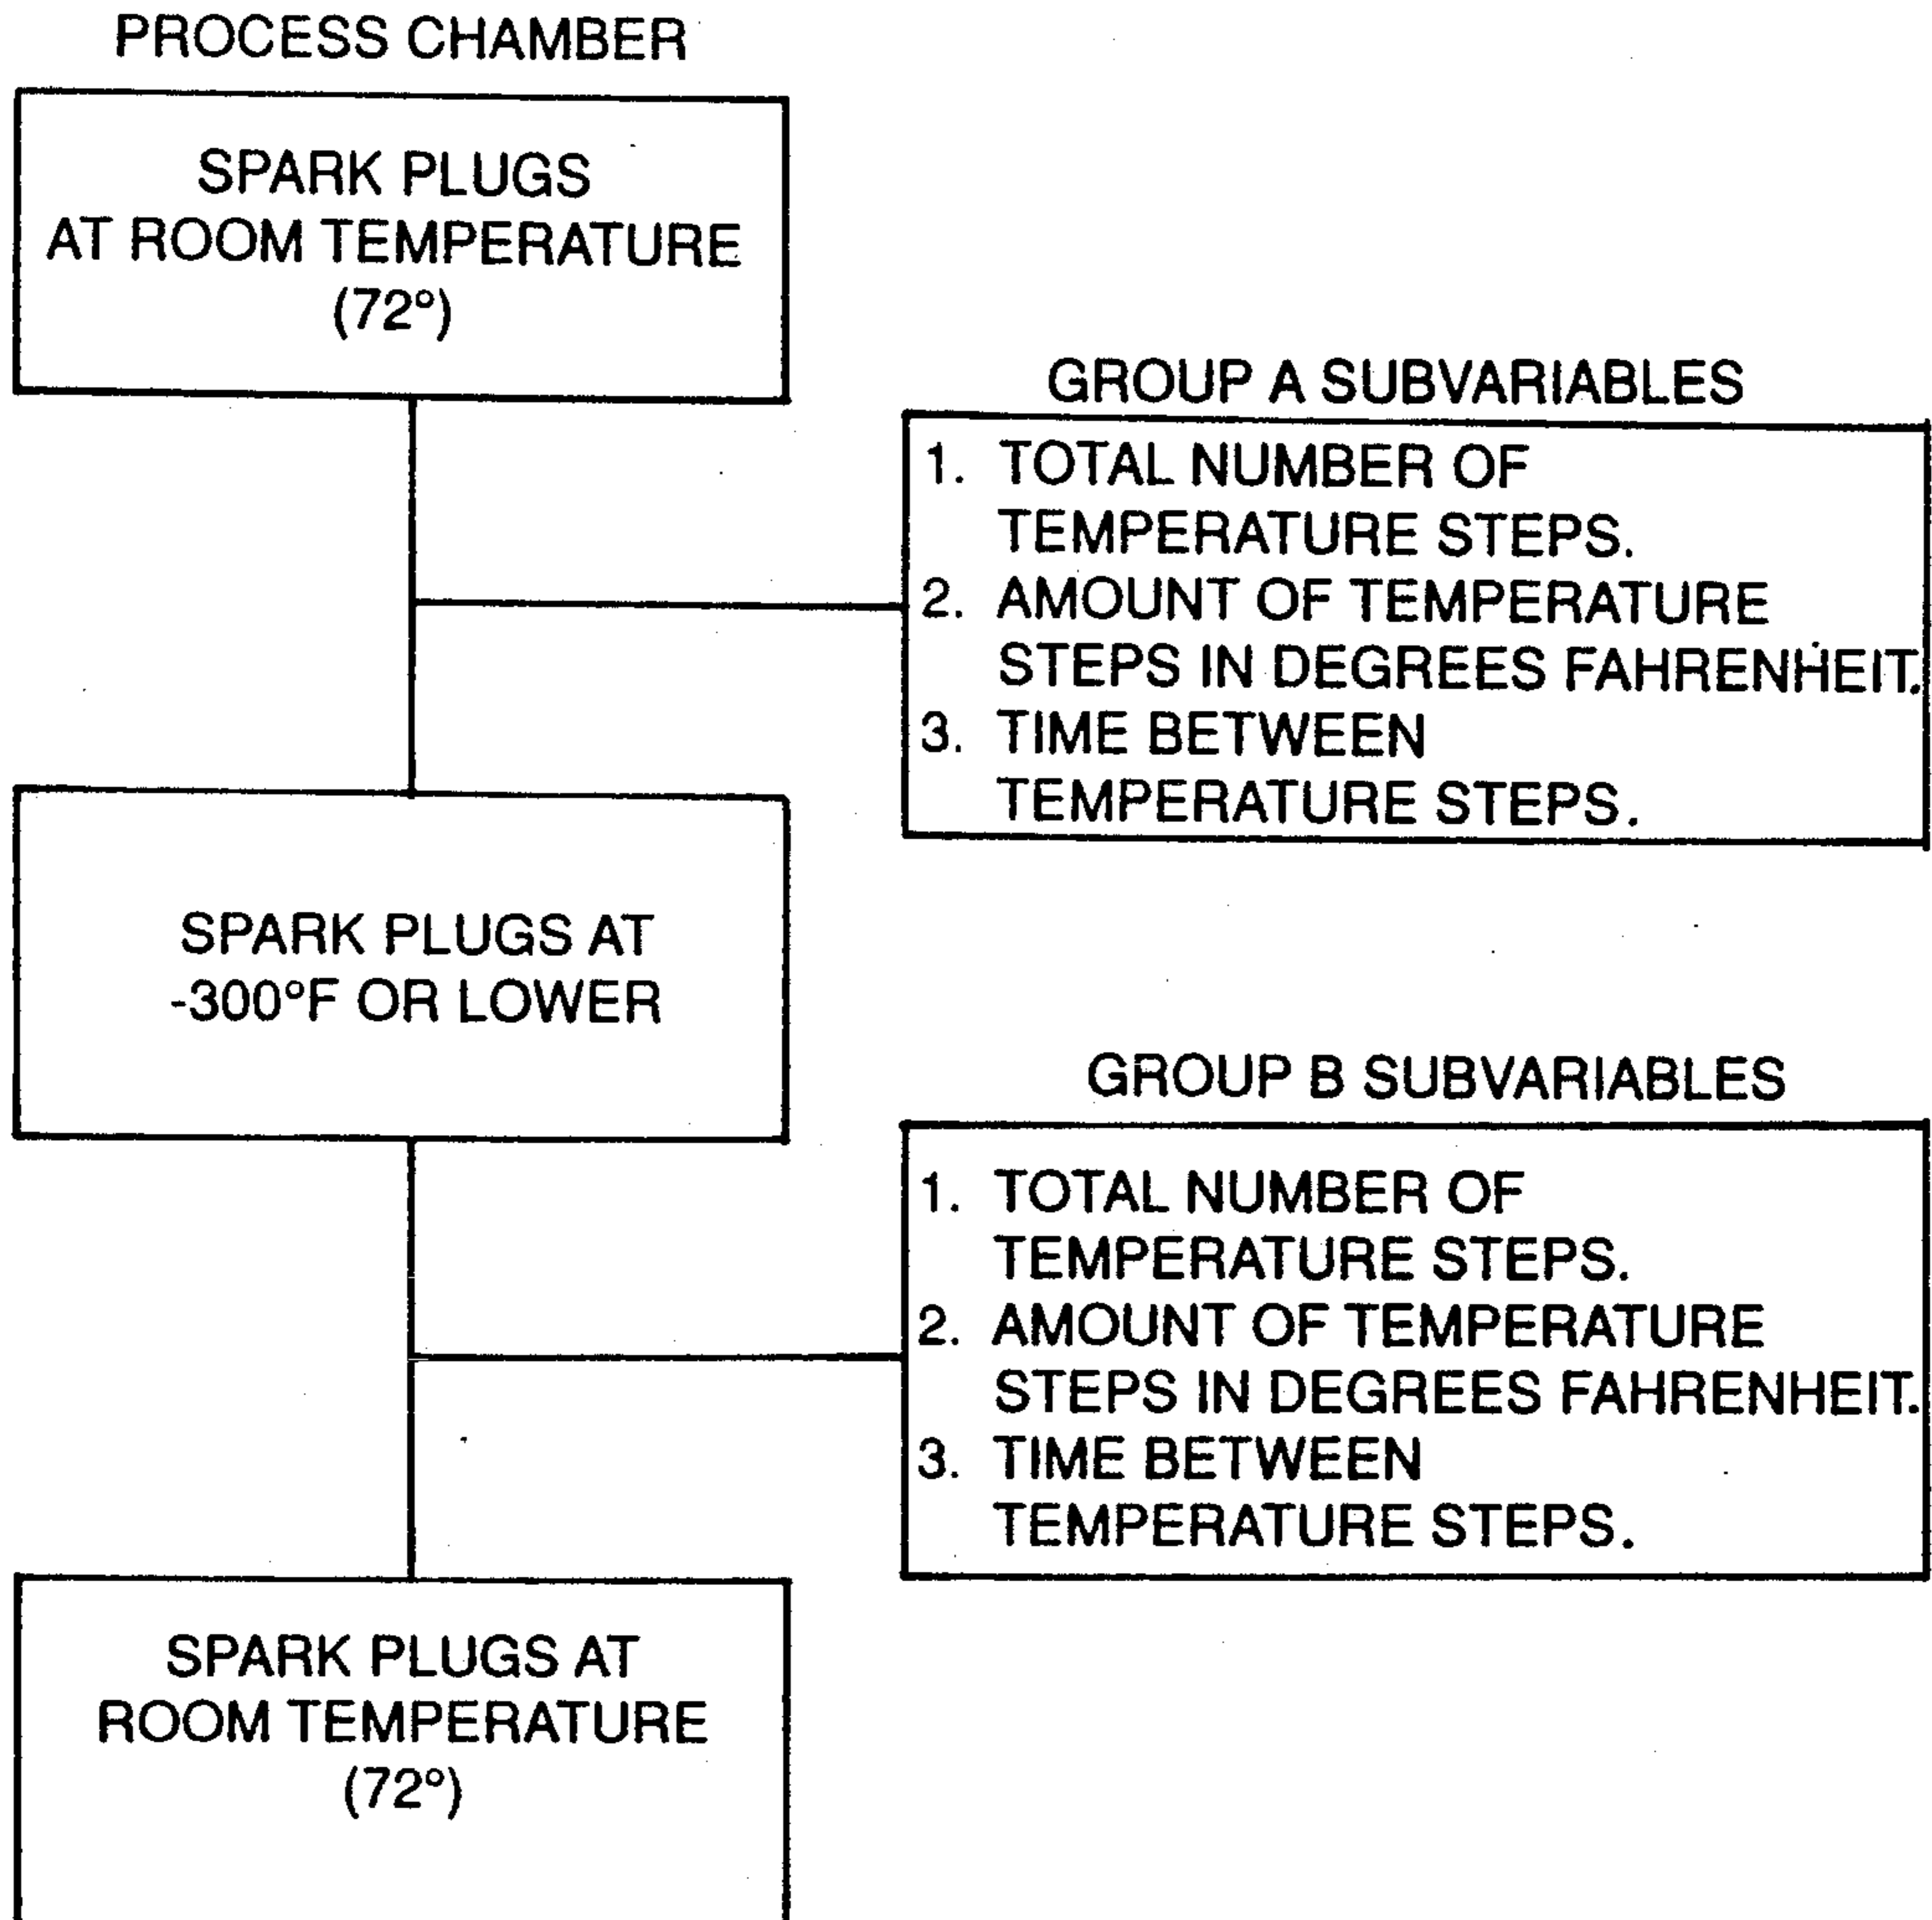 PROCESS CHAMBER
SPARK PLUGS
AT ROOM TEMPERATURE
(72°)
GROUP A SUBVARIABLES
1. TOTAL NUMBER OF
TEMPERATURE STEPS.
2. AMOUNT OF TEMPERATURE
STEPS IN DEGREES FAHRENHEIT.
3. TIME BETWEEN
TEMPERATURE STEPS.
SPARK PLUGS AT
-300°F OR LOWER
GROUP B SUBVARIABLES
1. TOTAL NUMBER OF
TEMPERATURE STEPS.
2. AMOUNT OF TEMPERATURE
STEPS IN DEGREES FAHRENHEIT.
3. TIME BETWEEN
TEMPERATURE STEPS.
SPARK PLUGS AT
ROOM TEMPERATURE
(72°)